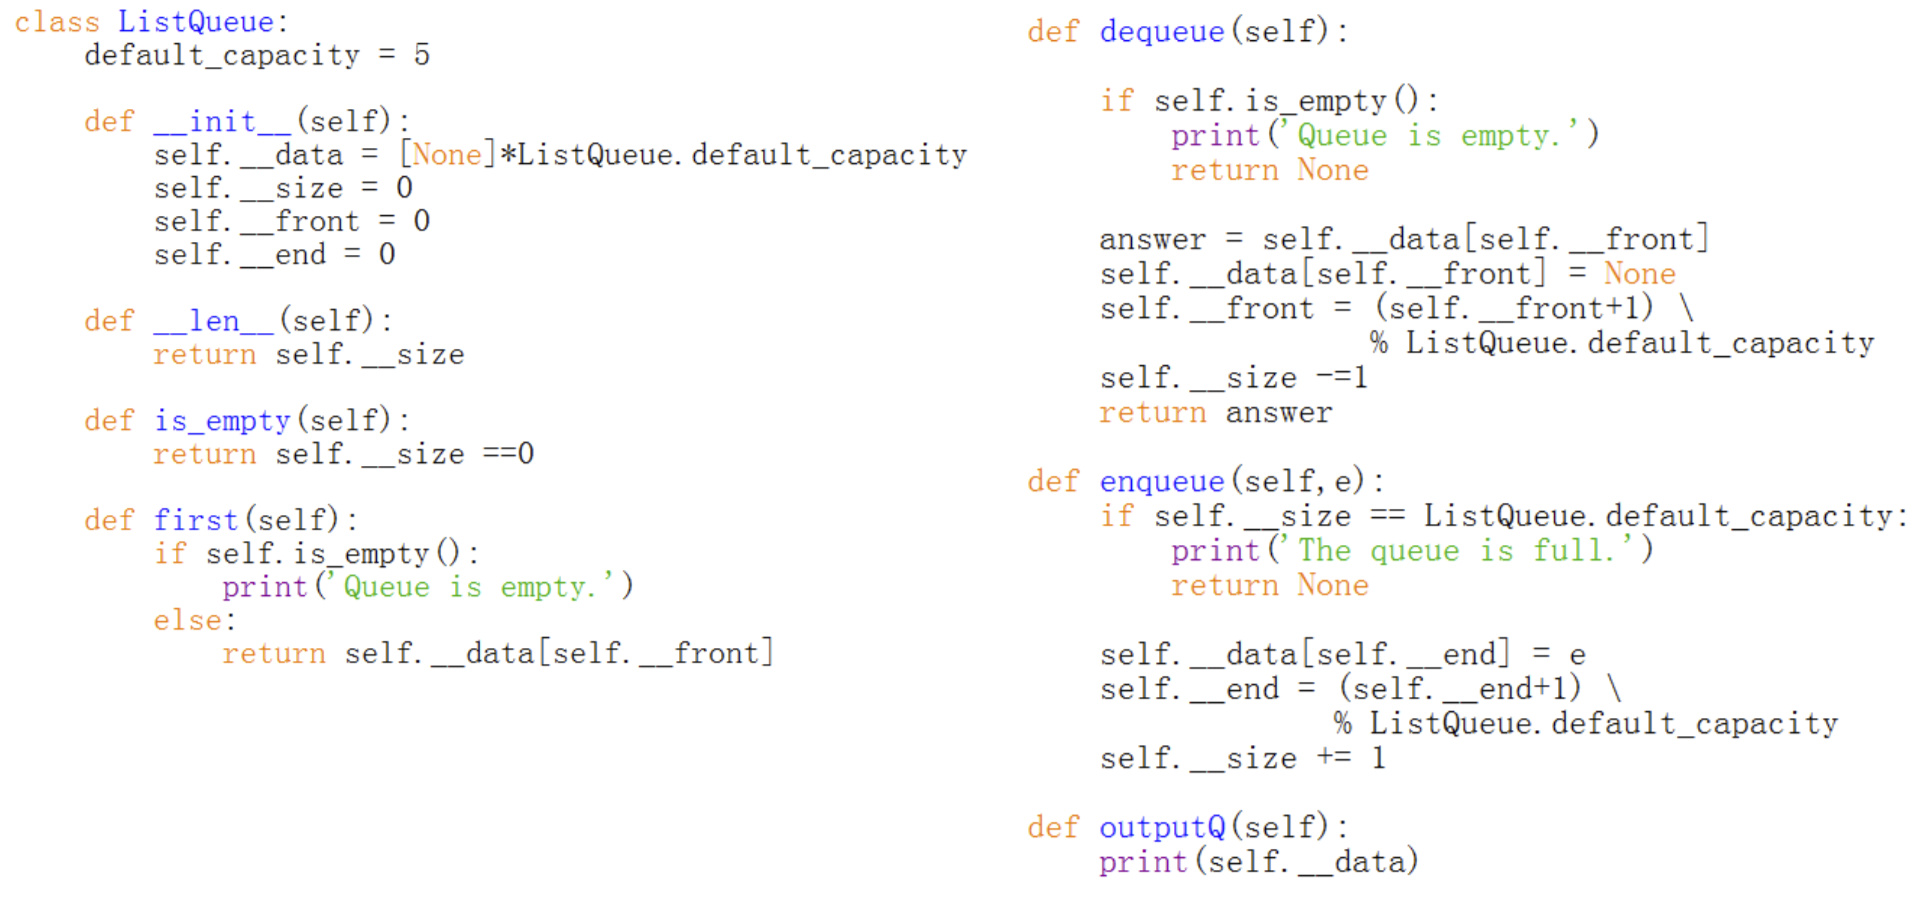 class ListQueue:
    default_capacity = 5

    def __init__(self):
        self.__data = [None]*ListQueue.default_capacity
        self.__size = 0
        self.__front = 0
        self.__end = 0

    def __len__(self):
        return self.__size

    def is_empty(self):
        return self.__size ==0

    def first(self):
        if self.is_empty():
            print('Queue is empty.')
        else:
            return self.__data[self.__front]

    def dequeue(self):

        if self.is_empty():
            print('Queue is empty.')
            return None

        answer = self.__data[self.__front]
        self.__data[self.__front] = None
        self.__front = (self.__front+1) \
                       % ListQueue.default_capacity
        self.__size -=1
        return answer

    def enqueue(self,e):
        if self.__size == ListQueue.default_capacity:
            print('The queue is full.')
            return None

        self.__data[self.__end] = e
        self.__end = (self.__end+1) \
                     % ListQueue.default_capacity
        self.__size += 1

    def outputQ(self):
        print(self.__data)